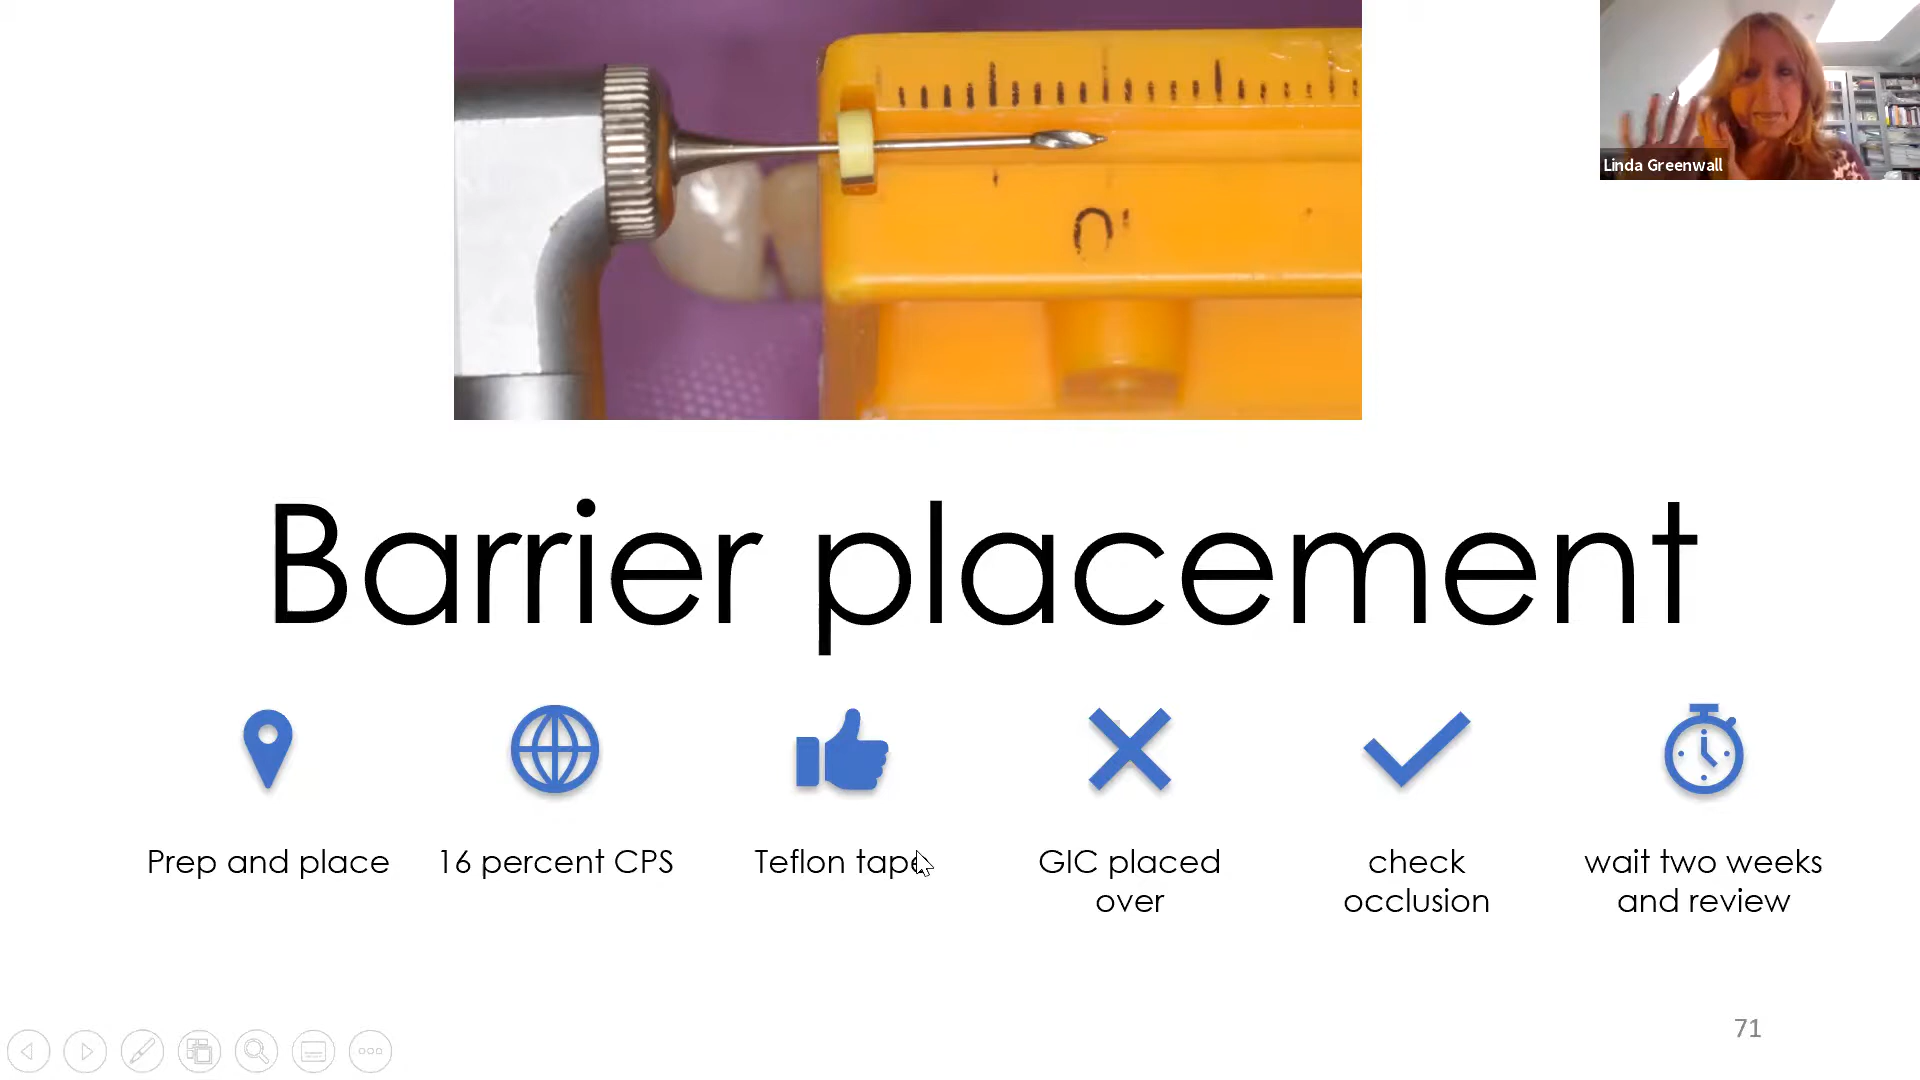 Linda Greenwall
Barrier placement
Prep and place
16 percent CPS
Teflon tape
GIC placed
over
check
occlusion
wait two weeks
and review
71